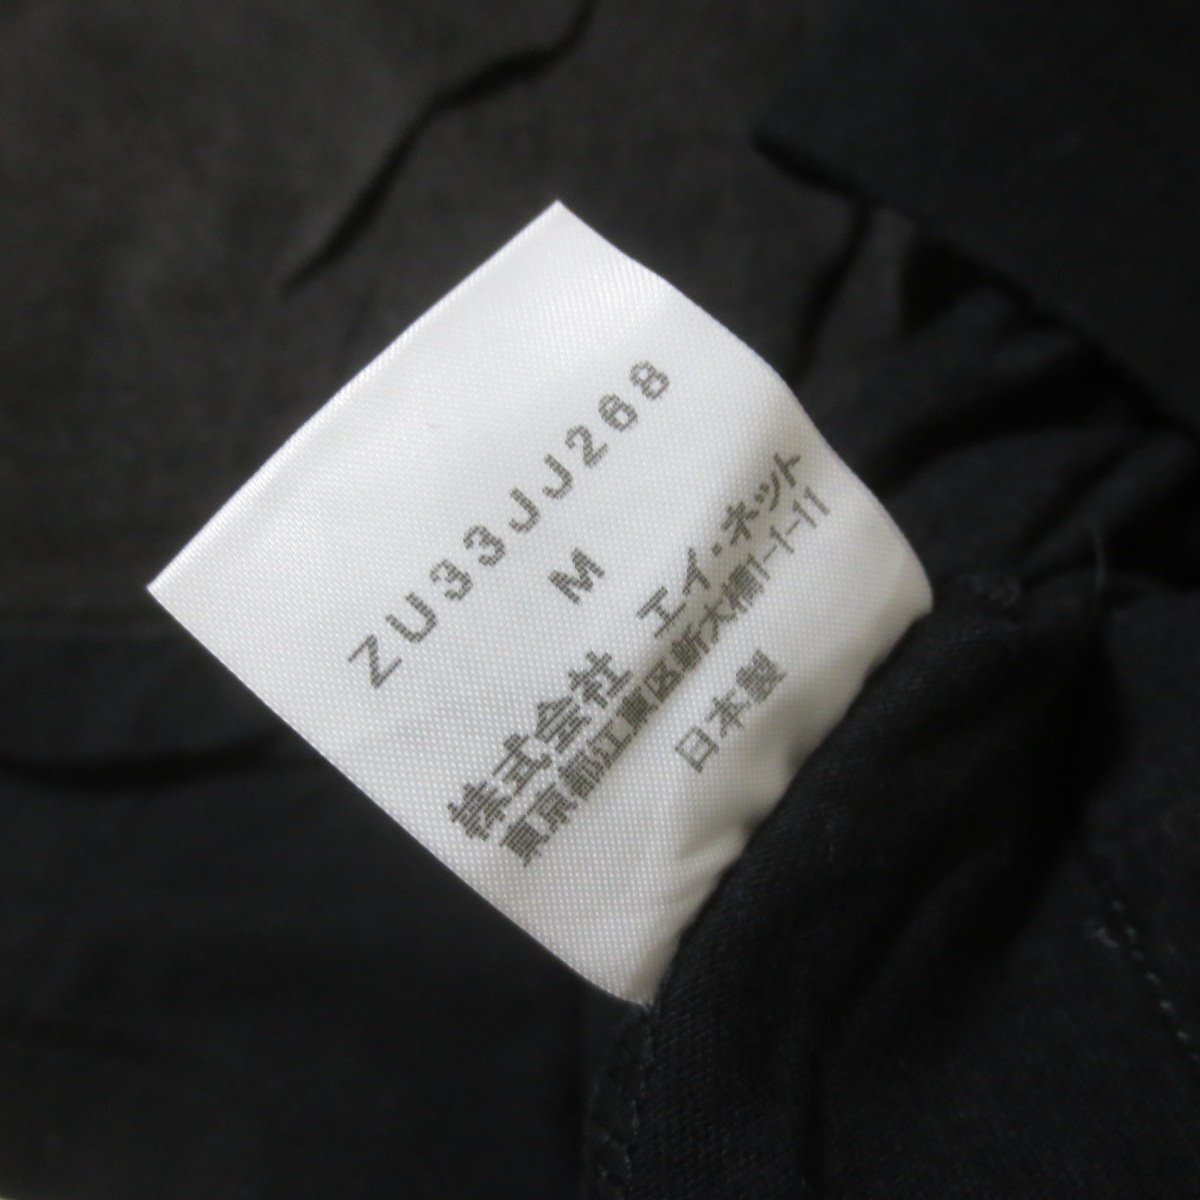 ZU33JJ268
M
株式会社 エイ・ネット
東京都江東区新大橋1-1-11
日本製